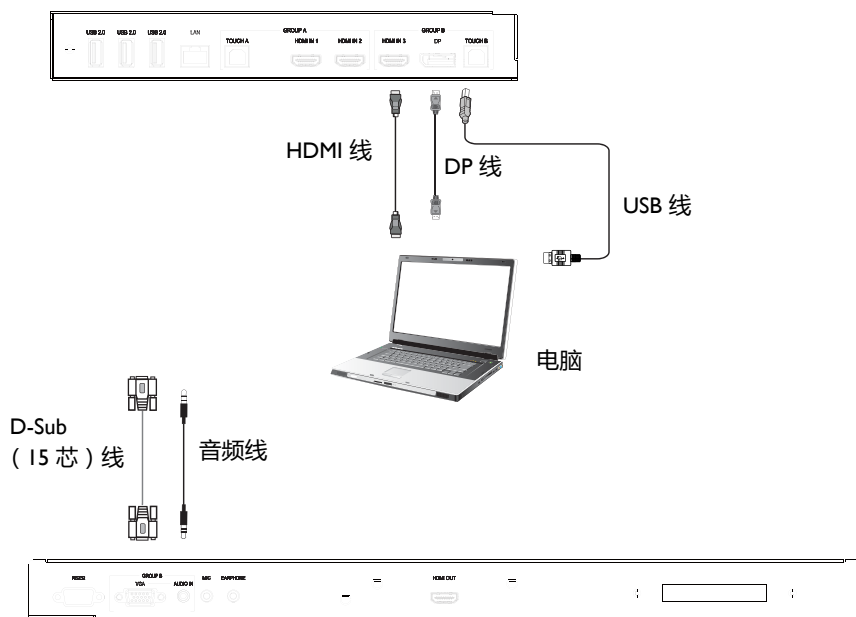 GROUP A
GROUP B
USB 2.0
USB 2.0
USB 2.0
LAN
TOUCH A
HDMI IN 1
HDMI IN 2
HDMI IN 3
DP
TOUCH B
HDMI 线
DP 线
USB 线
电脑
D-Sub
（15 芯）线
音频线
RS232
GROUP B
VGA
AUDIO IN
MIC
EARPHONE
HDMI OUT